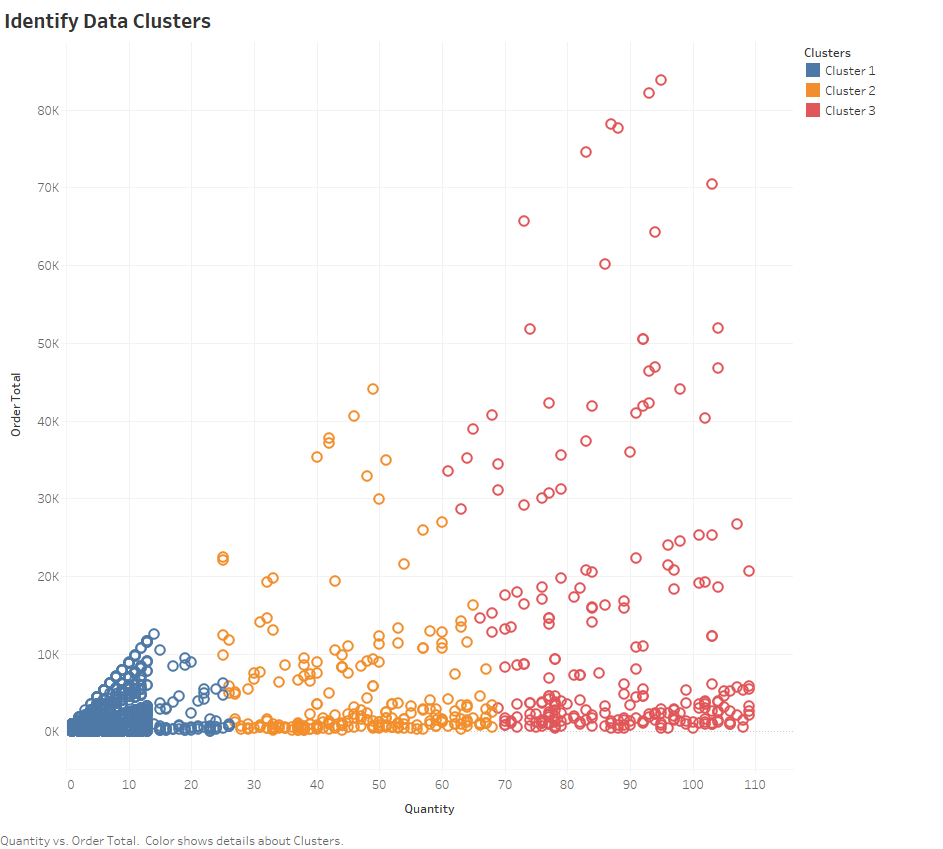 Identify Data Clusters
Clusters
Cluster 1
Cluster 2
Cluster 3
80K
70K
60K
50K
40K
30K
20K
10K
0K
Order Total
0 10 20 30 40 50 60 70 80 90 100 110
Quantity
Quantity vs. Order Total. Color shows details about Clusters.